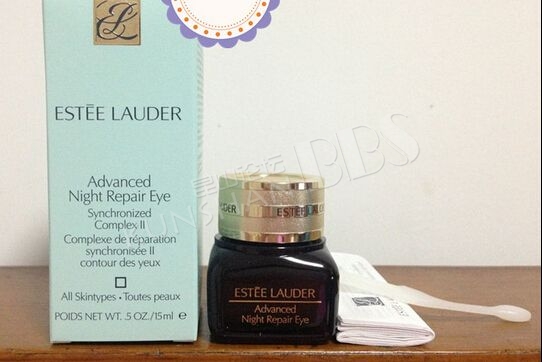 ESTĒE LAUDER
Advanced
Night Repair Eye
Synchronized
Complex II
Complexe de réparation
synchronisée II
contour des yeux
All Skintypes • Toutes peaux
POIDS NET WT. .5 OZ./15ml ℮
ESTĒE LAUDER
ESTĒE LAUDER
Advanced
Night Repair Eye
BBS